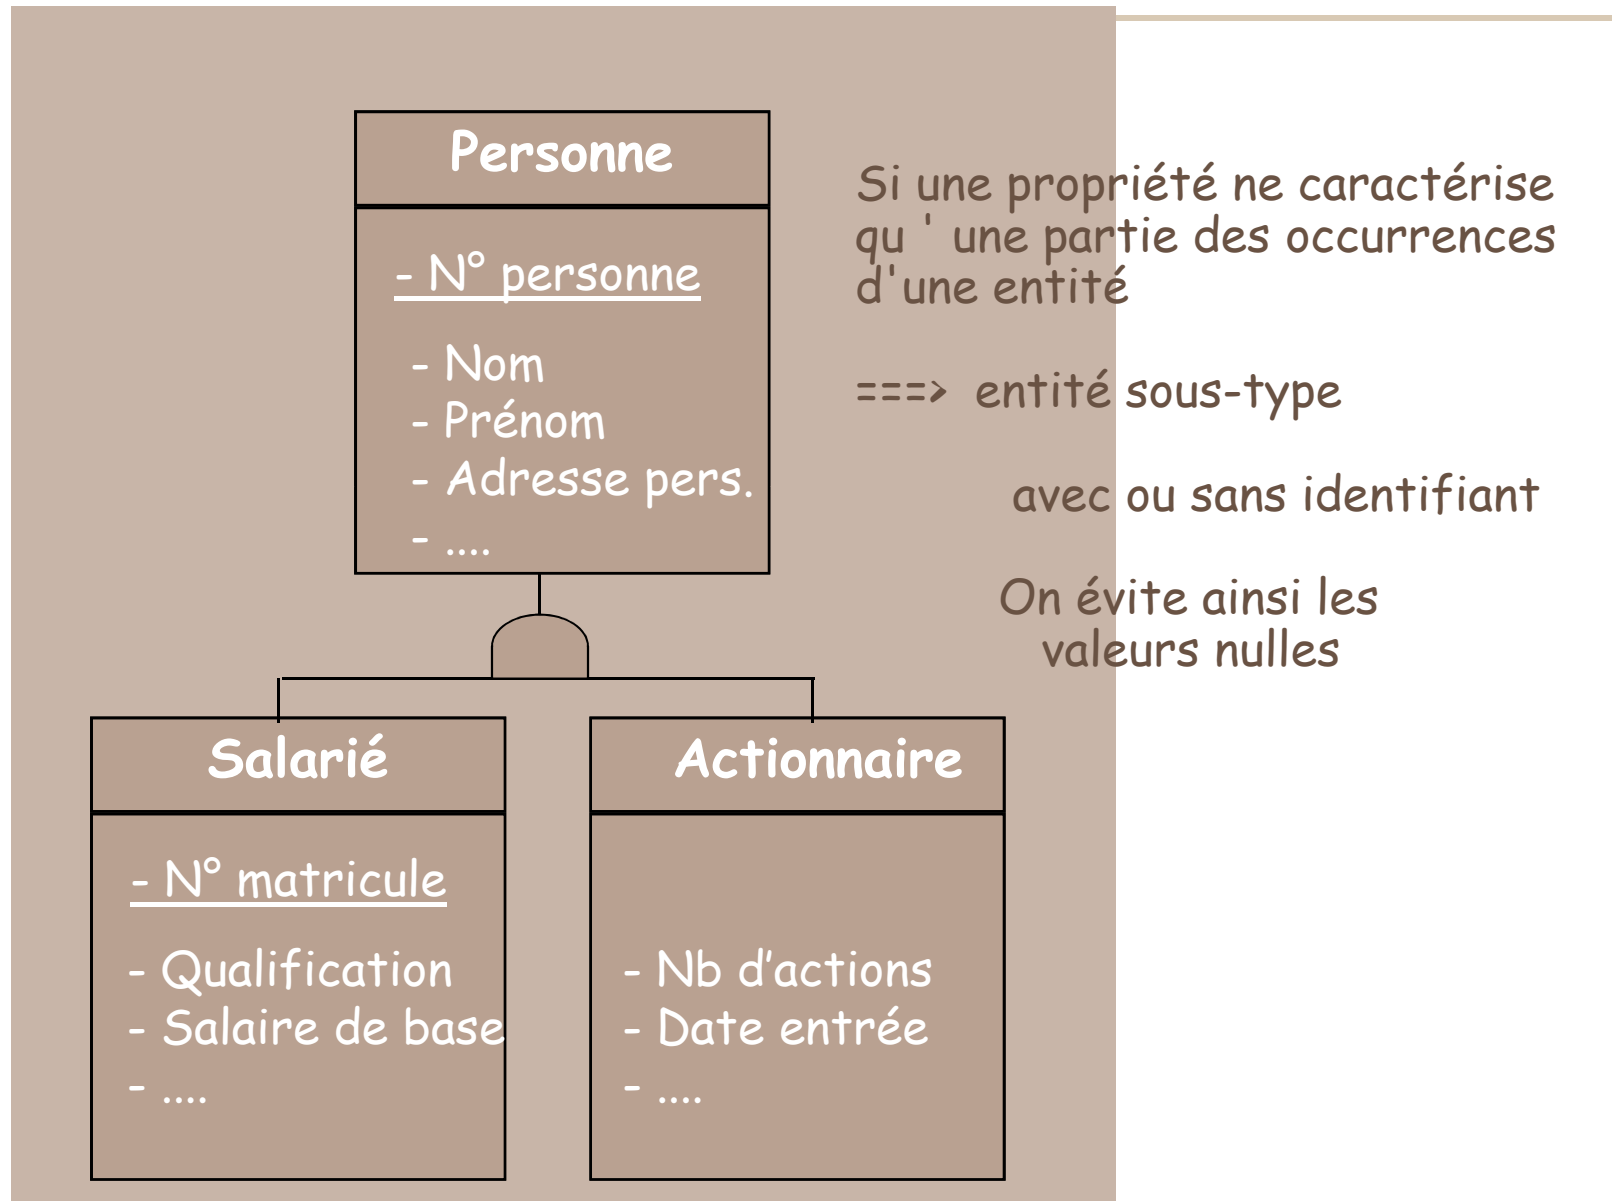 Personne
- N° personne
- Nom
- Prénom
- Adresse pers.
- ....
Si une propriété ne caractérise
qu ' une partie des occurrences
d'une entité
===> entité sous-type
avec ou sans identifiant
On évite ainsi les
valeurs nulles
Salarié
- N° matricule
- Qualification
- Salaire de base
- ....
Actionnaire
- Nb d’actions
- Date entrée
- ....